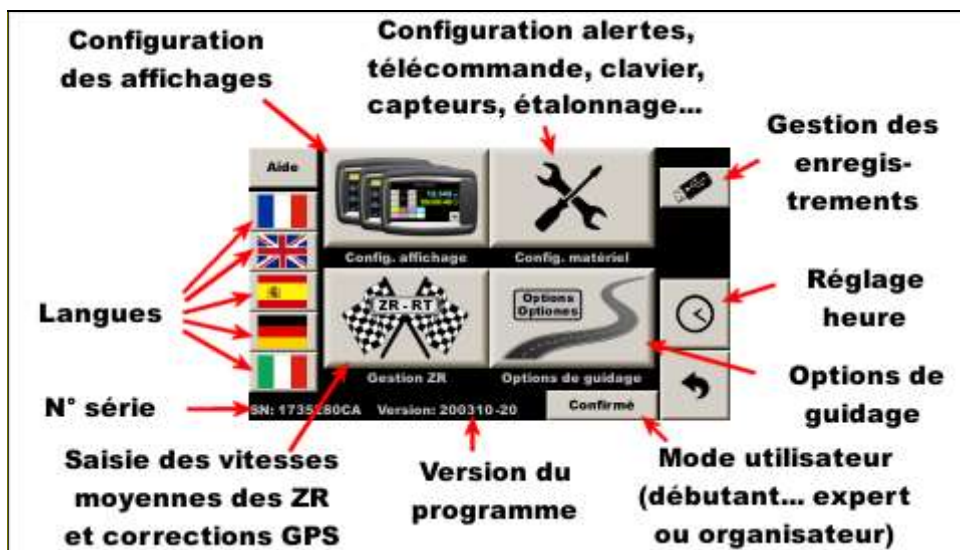 Configuration
des affichages
Configuration alertes,
télécommande, clavier,
capteurs, étalonnage...
Gestion des
enregis-
trements
Aide
Config. affichage
Config. matériel
Langues
ZR - RT
Options
Optiones
Réglage
heure
Gestion ZR
Options de guidage
Options de
guidage
N° série
SN: 1735280CA Version: 200310-20
Confirmé
Saisie des vitesses
moyennes des ZR
et corrections GPS
Version du
programme
Mode utilisateur
(débutant... expert
ou organisateur)